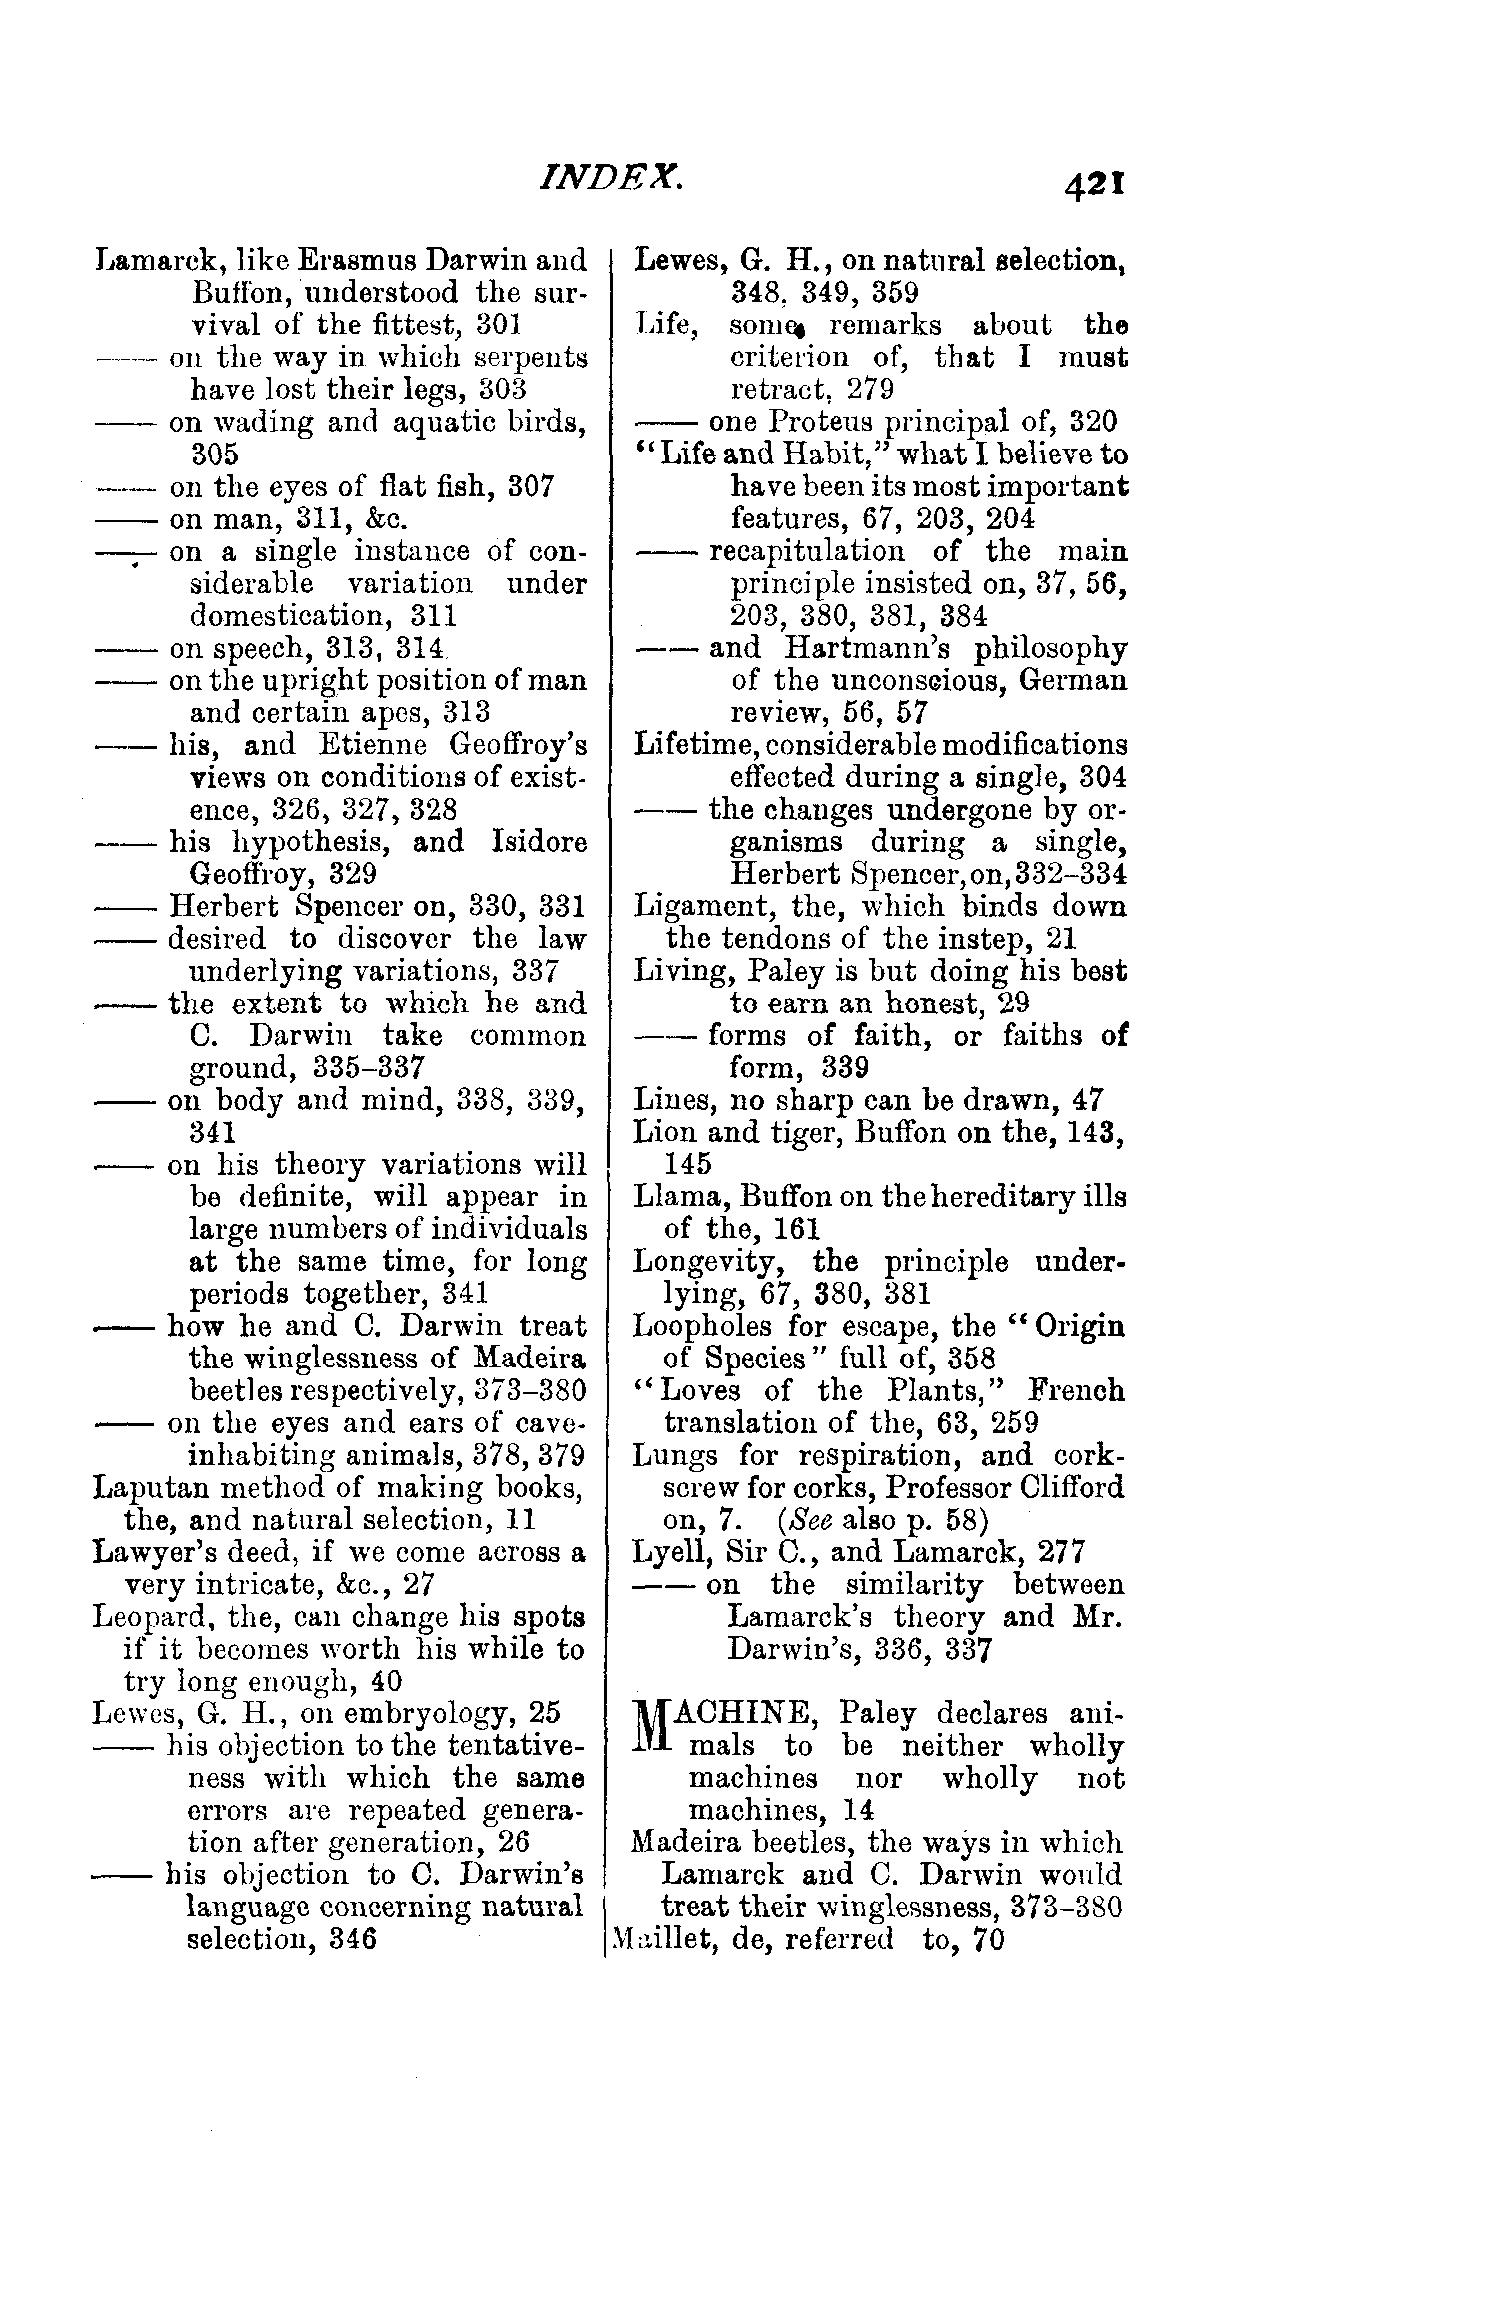 INDEX. 421
Lamarck, like Erasmus Darwin and
Buffon, understood the sur-
vival of the fittest, 301
—— on the way in which serpents
have lost their legs, 303
—— on wading and aquatic birds,
305
—— on the eyes of flat fish, 307
—— on man, 311, &c.
—— on a single instance of con-
siderable variation under
domestication, 311
—— on speech, 313, 314
—— on the upright position of man
and certain apes, 313
—— his, and Etienne Geoffroy's
views on conditions of exist-
ence, 326, 327, 328
—— his hypothesis, and Isidore
Geoffroy, 329
—— Herbert Spencer on, 330, 331
—— desired to discover the law
underlying variations, 337
—— the extent to which he and
C. Darwin take common
ground, 335–337
—— on body and mind, 338, 339,
341
—— on his theory variations will
be definite, will appear in
large numbers of individuals
at the same time, for long
periods together, 341
—— how he and C. Darwin treat
the winglessness of Madeira
beetles respectively, 373–380
—— on the eyes and ears of cave-
inhabiting animals, 378, 379
Laputan method of making books,
the, and natural selection, 11
Lawyer's deed, if we come across a
very intricate, &c., 27
Leopard, the, can change his spots
if it becomes worth his while to
try long enough, 40
Lewes, G. H., on embryology, 25
—— his objection to the tentative-
ness with which the same
errors are repeated genera-
tion after generation, 26
—— his objection to C. Darwin's
language concerning natural
selection, 346
Lewes, G. H., on natural selection,
348, 349, 359
Life, some remarks about the
criterion of, that I must
retract, 279
—— one Proteus principal of, 320
"Life and Habit," what I believe to
have been its most important
features, 67, 203, 204
—— recapitulation of the main
principle insisted on, 37, 56,
203, 380, 381, 384
—— and Hartmann's philosophy
of the unconscious, German
review, 56, 57
Lifetime, considerable modifications
effected during a single, 304
—— the changes undergone by or-
ganisms during a single,
Herbert Spencer, on, 332–334
Ligament, the, which binds down
the tendons of the instep, 21
Living, Paley is but doing his best
to earn an honest, 29
—— forms of faith, or faiths of
form, 339
Lines, no sharp can be drawn, 47
Lion and tiger, Buffon on the, 143,
145
Llama, Buffon on the hereditary ills
of the, 161
Longevity, the principle under-
lying, 67, 380, 381
Loopholes for escape, the "Origin
of Species" full of, 358
"Loves of the Plants," French
translation of the, 63, 259
Lungs for respiration, and cork-
screw for corks, Professor Clifford
on, 7. (See also p. 58)
Lyell, Sir C., and Lamarck, 277
—— on the similarity between
Lamarck's theory and Mr.
Darwin's, 336, 337
MACHINE, Paley declares ani-
mals to be neither wholly
machines nor wholly not
machines, 14
Madeira beetles, the ways in which
Lamarck and C. Darwin would
treat their winglessness, 373–380
Maillet, de, referred to, 70